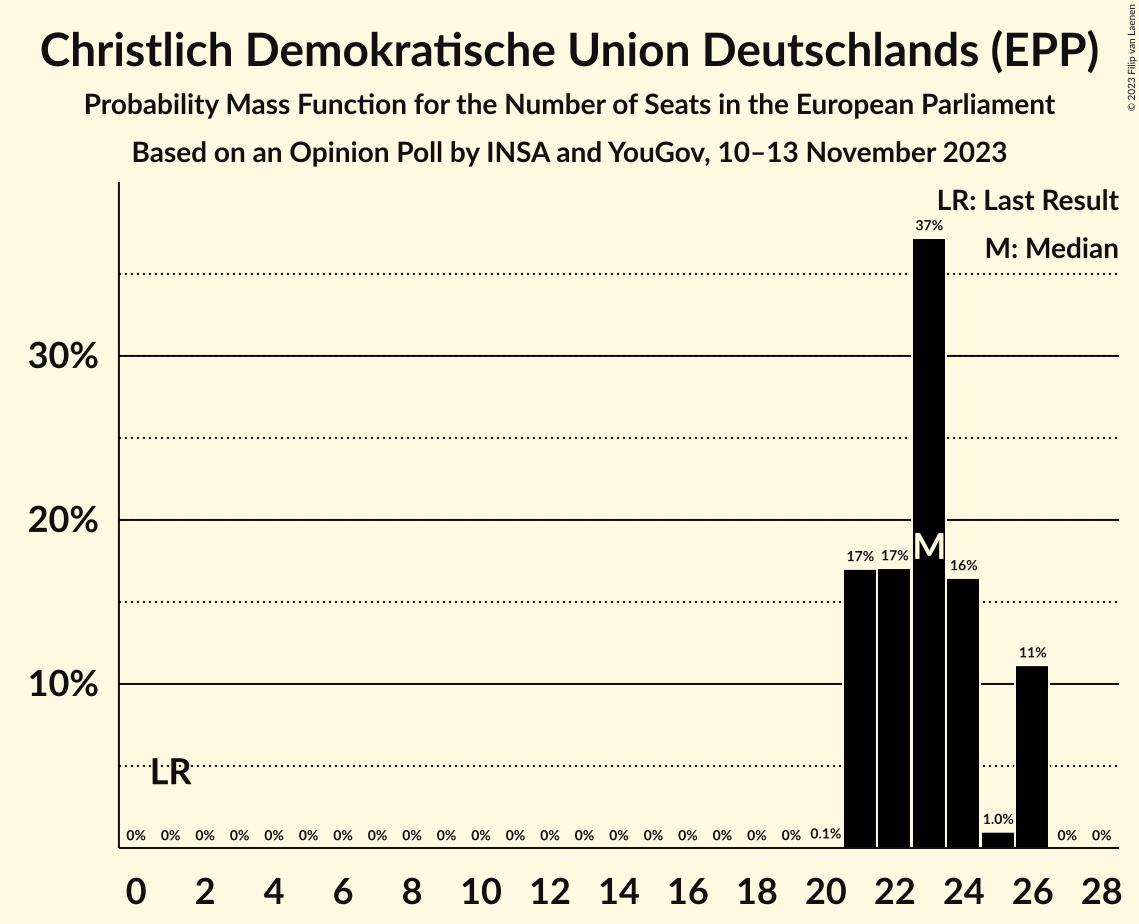 Christlich Demokratische Union Deutschlands (EPP)
Probability Mass Function for the Number of Seats in the European Parliament
Based on an Opinion Poll by INSA and YouGov, 10–13 November 2023
© 2023 Filip van Laenen
LR: Last Result
M: Median
37%
30%
20%
17% 17% M 16%
11%
10%
LR
0% 0% 0% 0% 0% 0% 0% 0% 0% 0% 0% 0% 0% 0% 0% 0% 0% 0% 0% 0% 0.1% 1.0% 0% 0%
0 2 4 6 8 10 12 14 16 18 20 22 24 26 28